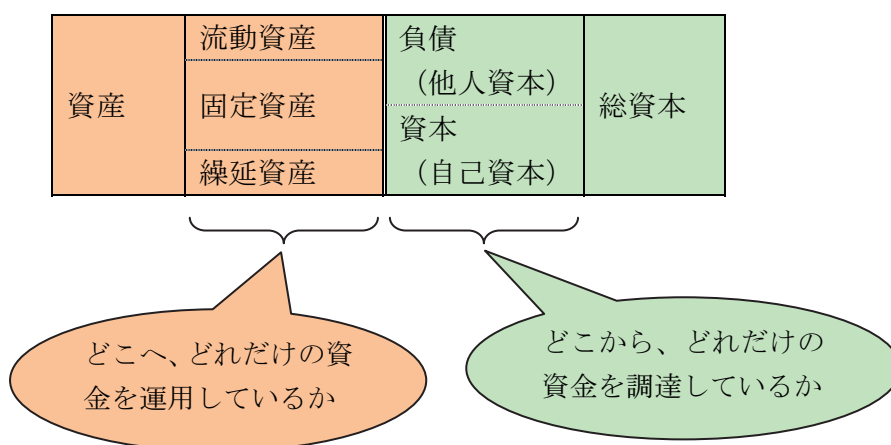 資産
流動資産
固定資産
繰延資産
負債
（他人資本）
資本
（自己資本）
総資本
どこへ、どれだけの資
金を運用しているか
どこから、どれだけの
資金を調達しているか